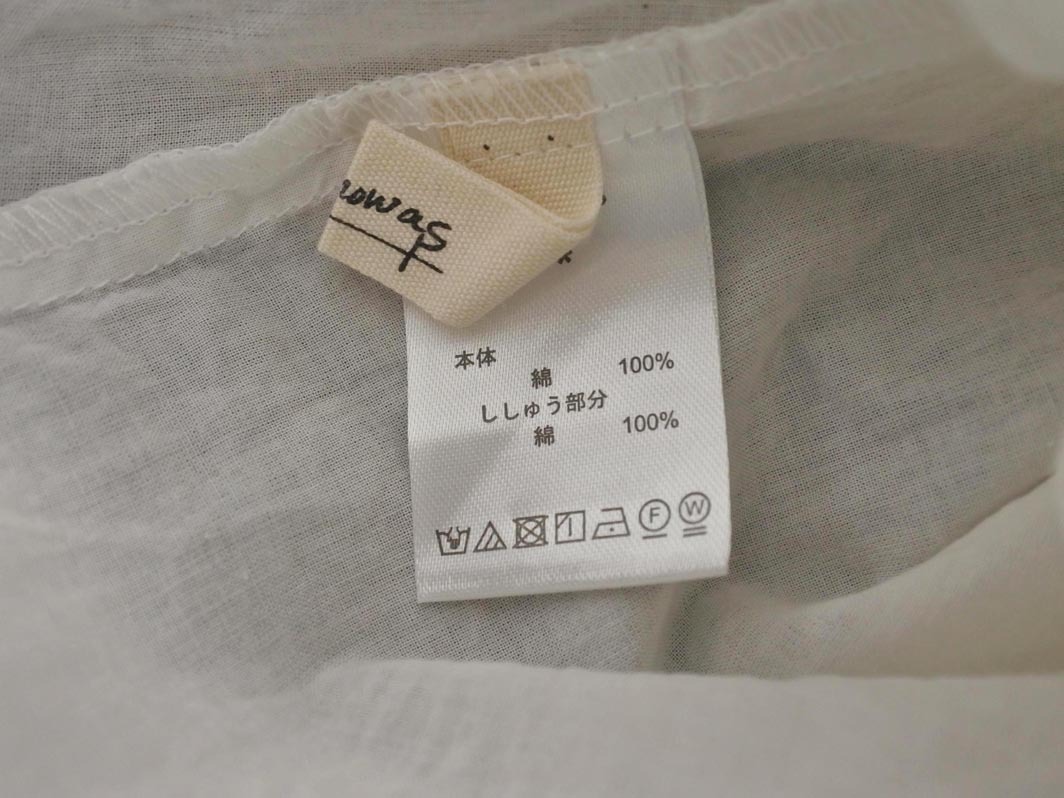 本体
綿 100%
ししゅう部分
綿 100%
F W